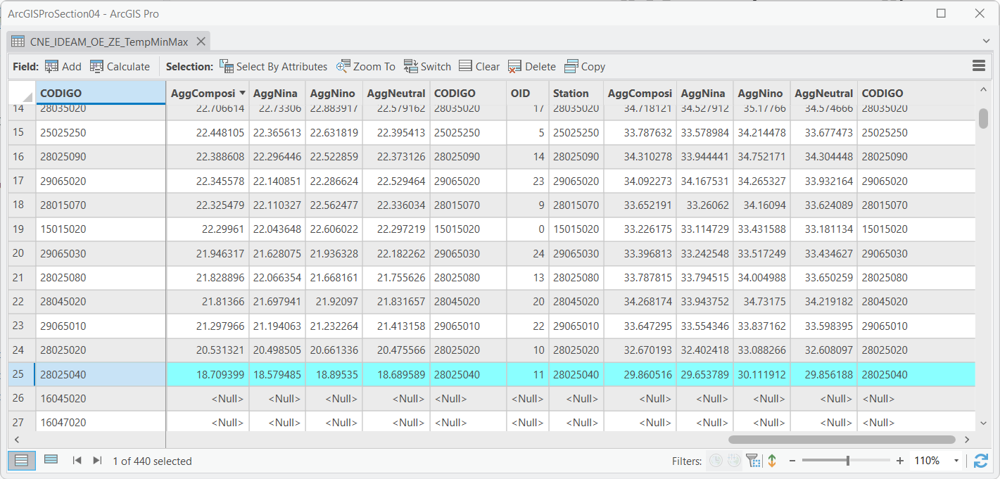 ArcGISProSection04 - ArcGIS Pro
CNE_IDEAM_OE_ZE_TempMinMax
Field: Add Calculate Selection: Select By Attributes Zoom To Switch Clear Delete Copy
CODIGO AggComposi AggNina AggNino AggNeutral CODIGO OID Station AggComposi AggNina AggNino AggNeutral CODIGO
14 28035020 22.706614 22.73306 22.883917 22.579162 28035020 17 28035020 34.718121 34.527912 35.17766 34.574666 28035020
15 25025250 22.448105 22.365613 22.631819 22.395413 25025250 5 25025250 33.787632 33.578984 34.214478 33.677473 25025250
16 28025090 22.388608 22.296446 22.522859 22.373126 28025090 14 28025090 34.310278 33.944441 34.752171 34.304448 28025090
17 29065020 22.345578 22.140851 22.286624 22.529464 29065020 23 29065020 34.092273 34.167531 34.265327 33.932164 29065020
18 28015070 22.325479 22.110327 22.562477 22.336034 28015070 9 28015070 33.652191 33.26062 34.16094 33.624089 28015070
19 15015020 22.29961 22.043648 22.606022 22.297219 15015020 0 15015020 33.226175 33.114729 33.431588 33.181134 15015020
20 29065030 21.946317 21.628075 21.936328 22.182262 29065030 24 29065030 33.396813 33.242548 33.517249 33.434627 29065030
21 28025080 21.828896 22.066354 21.668161 21.755626 28025080 13 28025080 33.787815 33.794515 34.004988 33.650259 28025080
22 28045020 21.81366 21.697941 21.92097 21.831657 28045020 20 28045020 34.268174 33.943752 34.73175 34.219182 28045020
23 29065010 21.297966 21.194063 21.232264 21.413158 29065010 22 29065010 33.647295 33.554346 33.837162 33.598395 29065010
24 28025020 20.531321 20.498505 20.661336 20.475566 28025020 10 28025020 32.670193 32.402418 33.088266 32.608097 28025020
25 28025040 18.709399 18.579485 18.89535 18.689589 28025040 11 28025040 29.860516 29.653789 30.111912 29.856188 28025040
26 16045020 <Null> <Null> <Null> <Null> <Null> <Null> <Null> <Null> <Null> <Null> <Null> <Null>
27 16047020 <Null> <Null> <Null> <Null> <Null> <Null> <Null> <Null> <Null> <Null> <Null> <Null>
1 of 440 selected Filters: 110%